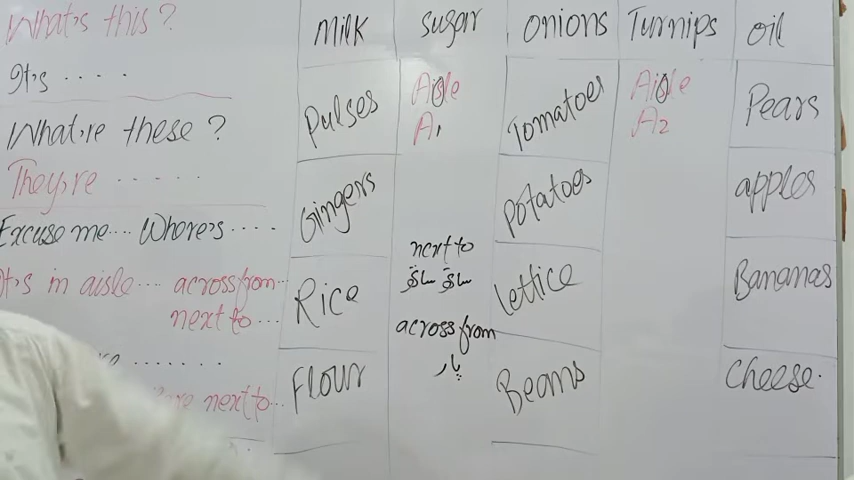 What's this?
It's ....
What're these?
They're .....
Excuse me.... Where's ....
It's in aisle.... across from...
next to...
.......
next to...
Milk
Pulses
Gingers
Rice
Flour
sugar
Aisle
A1
next to
across from
پار
onions
Tomatoes
Potatoes
Lettice
Beans
Turnips
Aisle
A2
oil
Pears
apples
Bananas
Cheese.